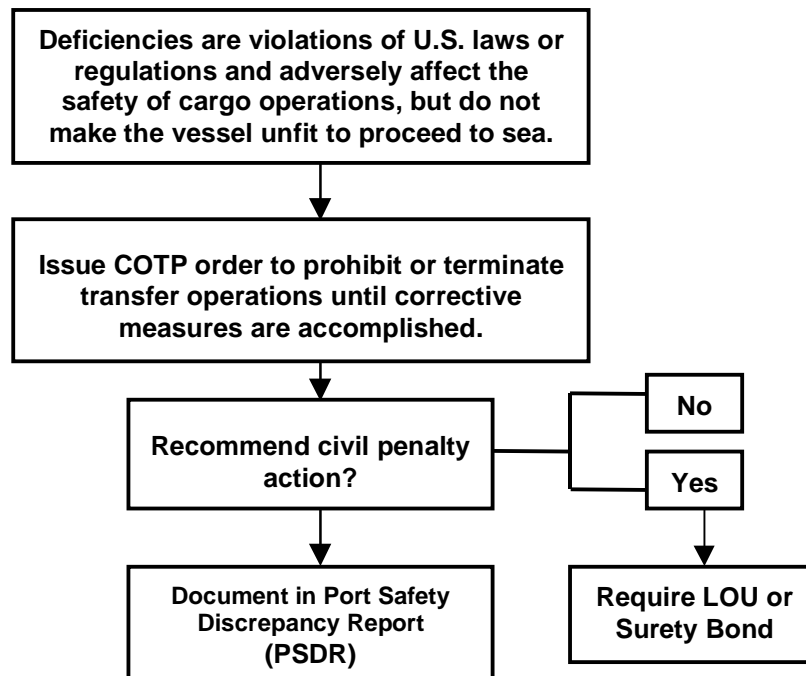 Deficiencies are violations of U.S. laws or
regulations and adversely affect the
safety of cargo operations, but do not
make the vessel unfit to proceed to sea.
Issue COTP order to prohibit or terminate
transfer operations until corrective
measures are accomplished.
Recommend civil penalty
action?
No
Yes
Document in Port Safety
Discrepancy Report
(PSDR)
Require LOU or
Surety Bond